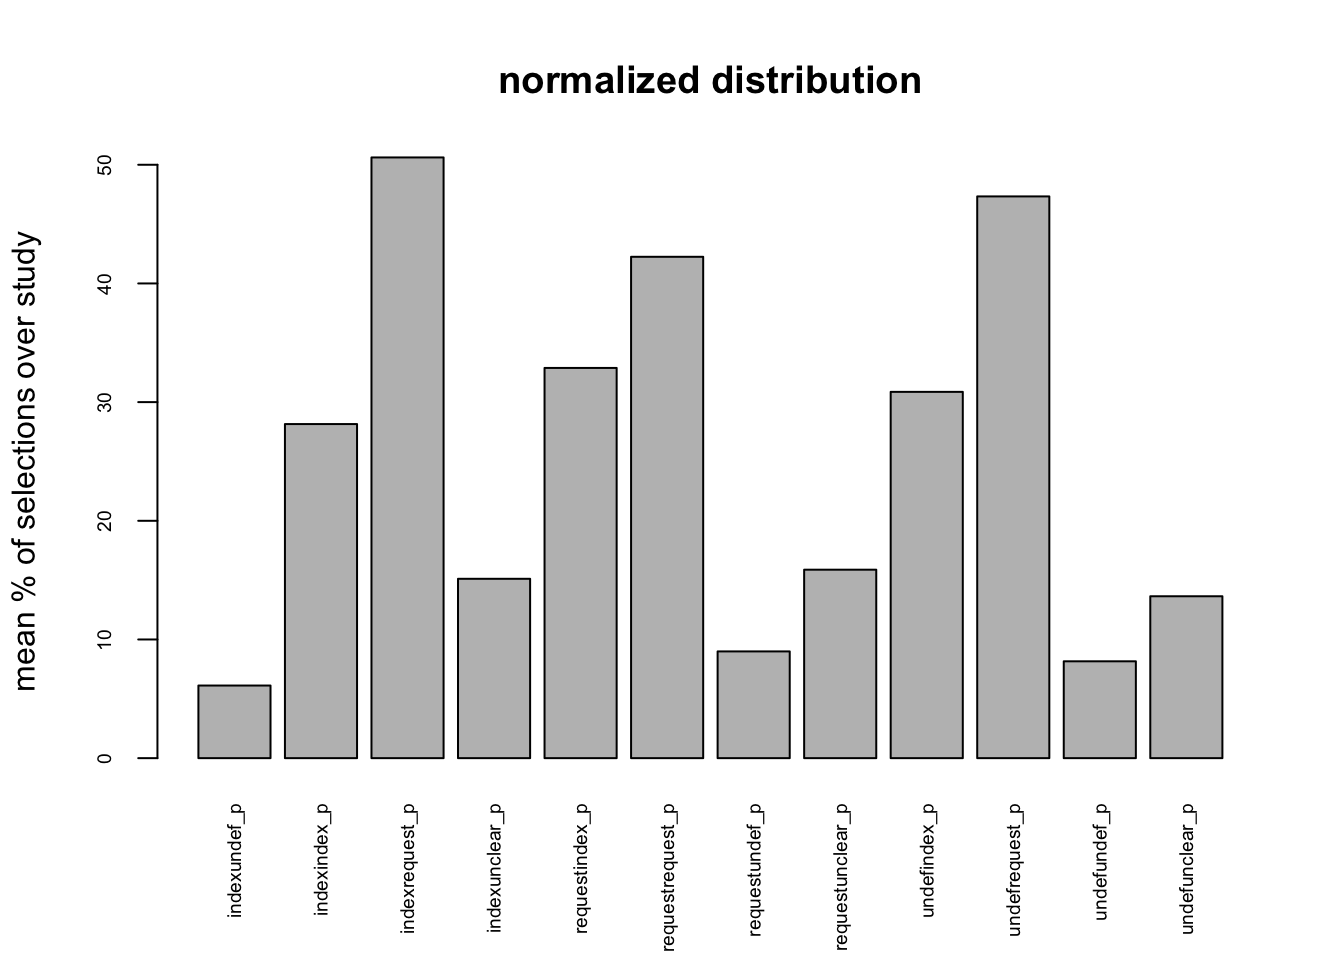 normalized distribution
mean % of selections over study
50
40
30
20
10
0
indexundef_p
indexindex_p
indexrequest_p
indexunclear_p
requestindex_p
requestrequest_p
requestundef_p
requestunclear_p
undefindex_p
undefrequest_p
undefundef_p
undefunclear_p